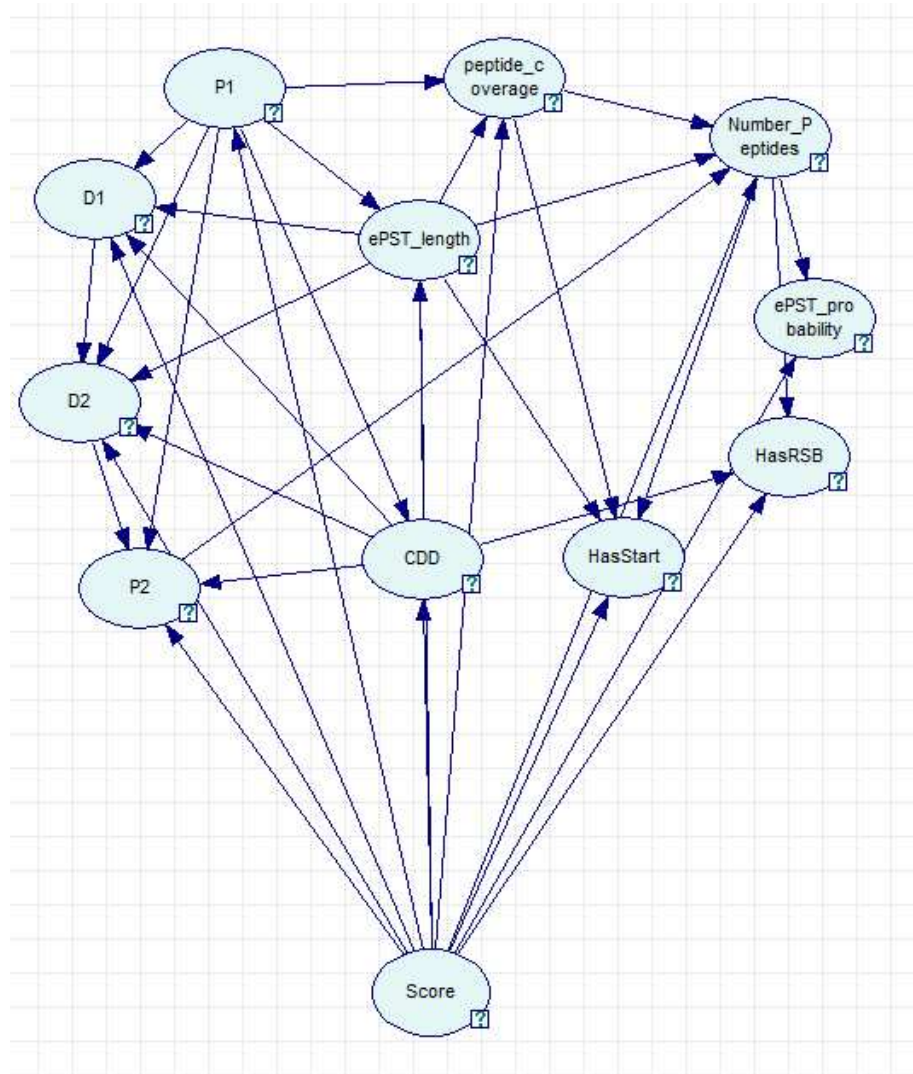 P1
?
peptide_c
overage
?
Number_P
eptides
?
D1
?
ePST_length
?
ePST_pro
bability
?
D2
?
HasRSB
?
P2
?
CDD
?
HasStart
?
Score
?